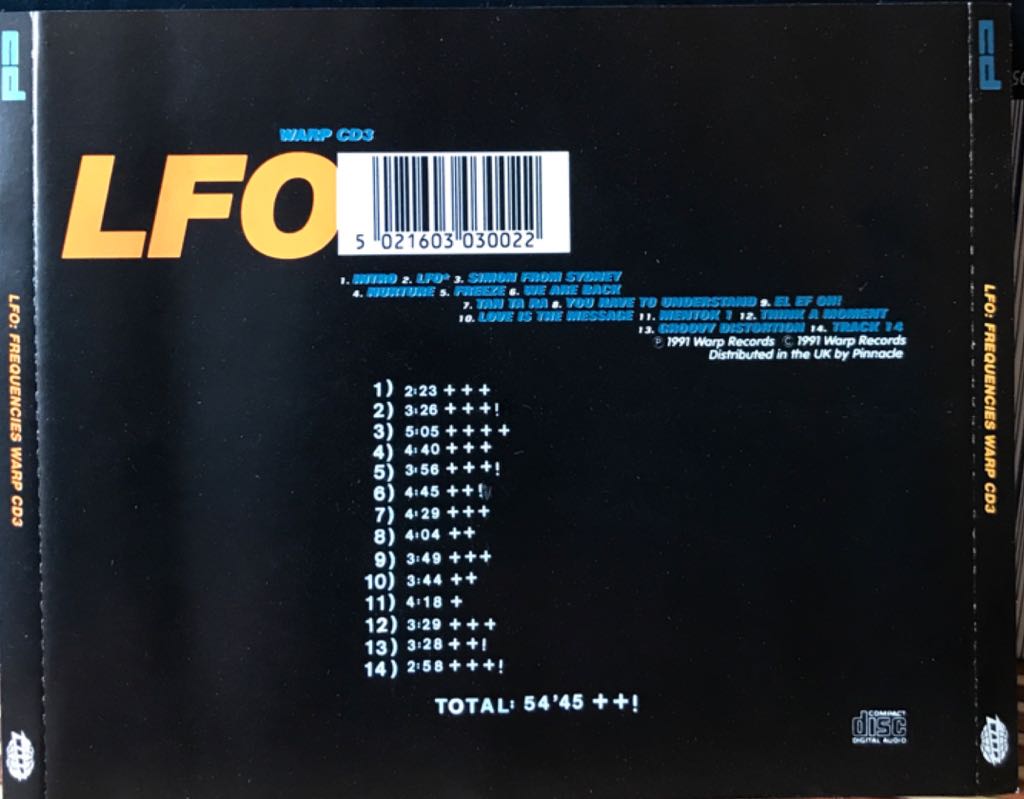 cd
WARP CD3
LFO
5 021603 030022
1. INTRO 2. LFO* 3. SIMON FROM SYDNEY
4. NURTURE 5. FREEZE 6. WE ARE BACK
7. TAN TA RA 8. YOU HAVE TO UNDERSTAND 9. EL EF OH!
10. LOVE IS THE MESSAGE 11. MENTOK 1 12. THINK A MOMENT
13. GROOVY DISTORTION 14. TRACK 14
Ⓟ 1991 Warp Records © 1991 Warp Records
Distributed in the UK by Pinnacle
1) 2:23 +++
2) 3:26 +++!
3) 5:05 ++++
4) 4:40 +++
5) 3:56 +++!
6) 4:45 ++!
7) 4:29 +++
8) 4:04 ++
9) 3:49 +++
10) 3:44 ++
11) 4:18 +
12) 3:29 +++
13) 3:28 ++!
14) 2:58 +++!
TOTAL: 54'45 ++!
COMPACT
disc
DIGITAL AUDIO
LFO: FREQUENCIES WARP CD3
cd
LFO: FREQUENCIES WARP CD3